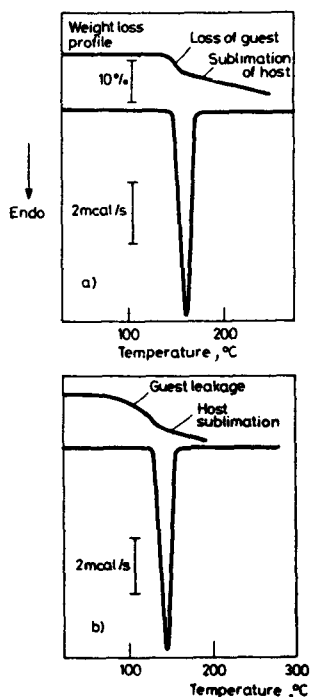 Weight loss
profile
Loss of guest
Sublimation
of host
10%
Endo
2mcal/s
a)
100
200
Temperature, °C
Guest leakage
Host
sublimation
2mcal/s
b)
100
200
300
Temperature, °C